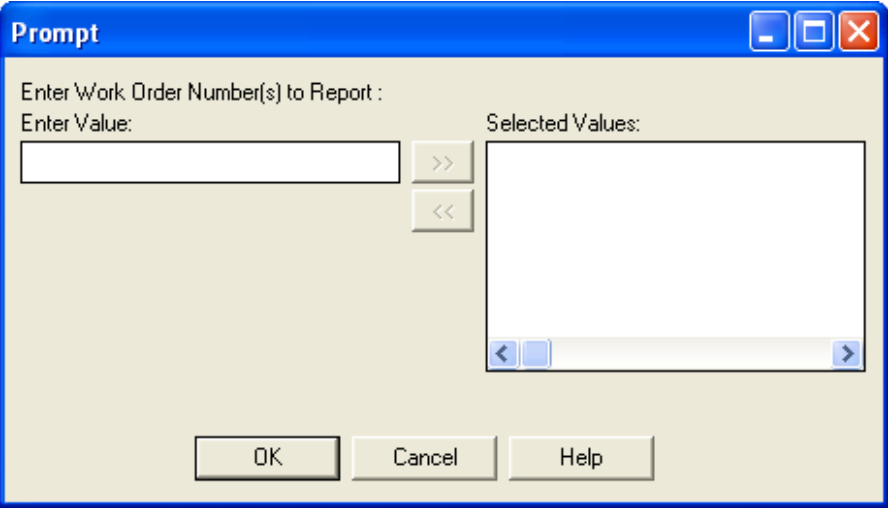 Prompt
Enter Work Order Number(s) to Report :
Enter Value:
Selected Values:
>>
<<
OK
Cancel
Help